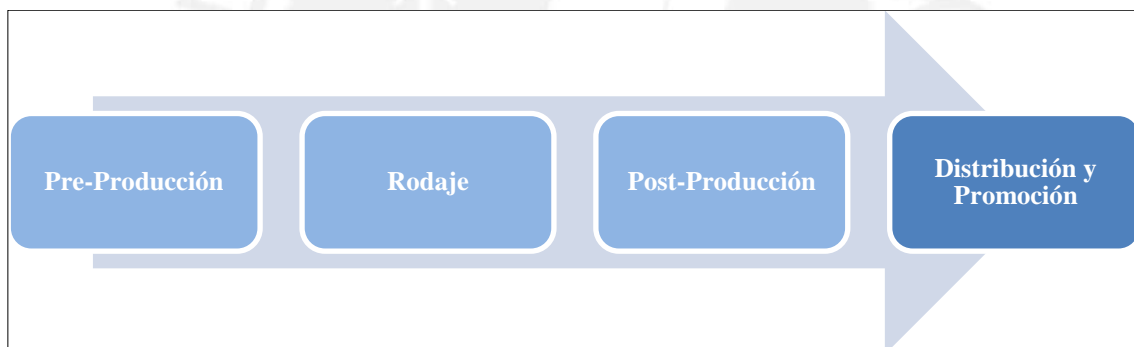 Pre-Producción
Rodaje
Post-Producción
Distribución y
Promoción